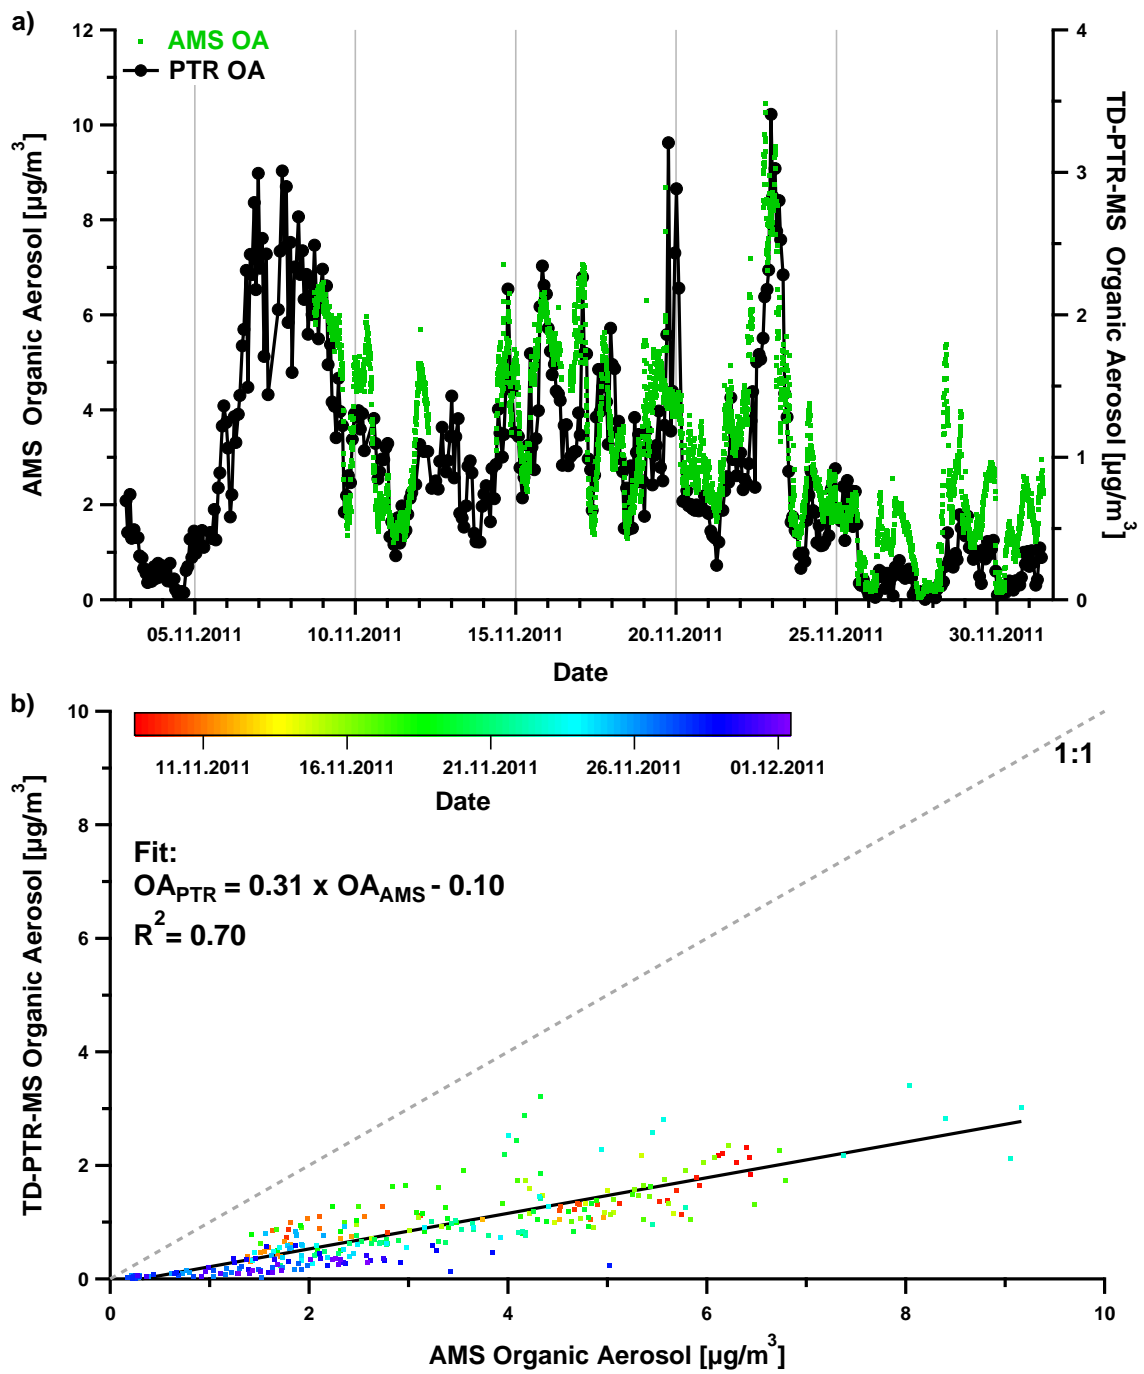 a)
AMS OA
PTR OA
12
10
8
6
4
2
0
AMS Organic Aerosol [µg/m3]
4
3
2
1
0
TD-PTR-MS Organic Aerosol [µg/m3]
05.11.2011 10.11.2011 15.11.2011 20.11.2011 25.11.2011 30.11.2011
Date
b)
10
8
6
4
2
0
TD-PTR-MS Organic Aerosol [µg/m3]
11.11.2011 16.11.2011 21.11.2011 26.11.2011 01.12.2011
Date
1:1
Fit:
OAPTR = 0.31 x OAAMS - 0.10
R2 = 0.70
0 2 4 6 8 10
AMS Organic Aerosol [µg/m3]